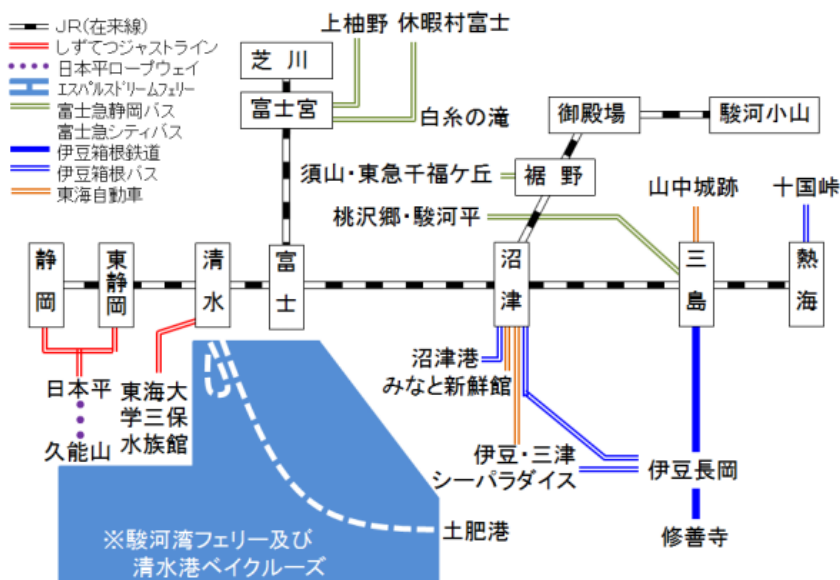 JR(在来線)
しずてつジャストライン
日本平ロープウェイ
エスパルスドリームフェリー
富士急静岡バス
富士急シティバス
伊豆箱根鉄道
伊豆箱根バス
東海自動車
上柚野
休暇村富士
芝川
富士宮
白糸の滝
御殿場
駿河小山
須山・東急千福ケ丘
裾野
山中城跡
十国峠
桃沢郷・駿河平
静岡
東静岡
清水
富士
沼津
三島
熱海
日本平
久能山
東海大
学三保
水族館
沼津港
みなと新鮮館
伊豆・三津
シーパラダイス
伊豆長岡
修善寺
土肥港
※駿河湾フェリー及び
清水港ベイクルーズ